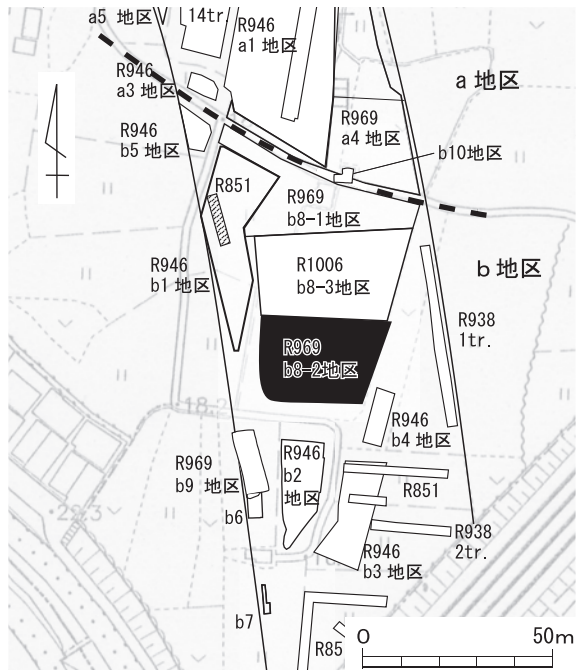 a5 地区
14tr.
R946
a1 地区
R946
a3 地区
R946
b5 地区
R969
a4 地区
a 地区
b10地区
R851
R969
b8-1地区
R946
b1 地区
R1006
b8-3地区
b 地区
R938
1tr.
R969
b8-2地区
R946
b4 地区
R969
b9 地区
R946
b2
地区
R851
b6
R938
2tr.
R946
b3 地区
b7
R85
22.3
0
50m